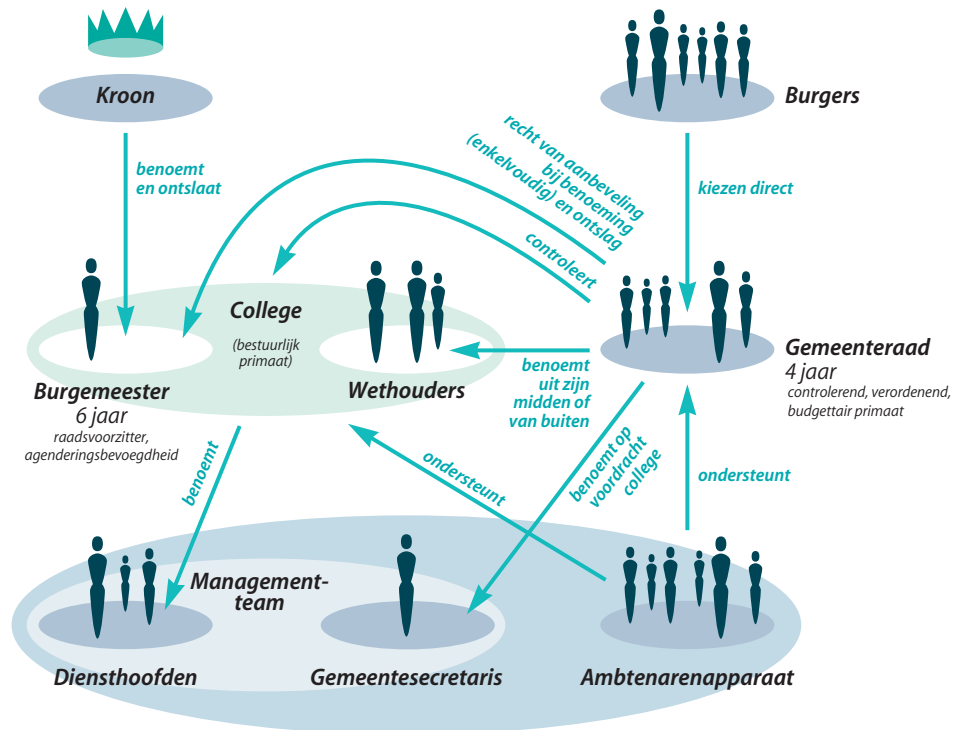 Kroon
Burgers
benoemt
en ontslaat
recht van aanbeveling
bij benoeming
(enkelvoudig) en ontslag
kiezen direct
controleert
College
(bestuurlijk
primaat)
Burgemeester
6 jaar
raadsvoorzitter,
agenderingsbevoegdheid
Wethouders
benoemt
uit zijn
midden of
van buiten
Gemeenteraad
4 jaar
controlerend, verordenend,
budgettair primaat
benoemt
ondersteunt
benoemt op
voordracht
college
ondersteunt
Management-
team
Diensthoofden
Gemeentesecretaris
Ambtenarenapparaat